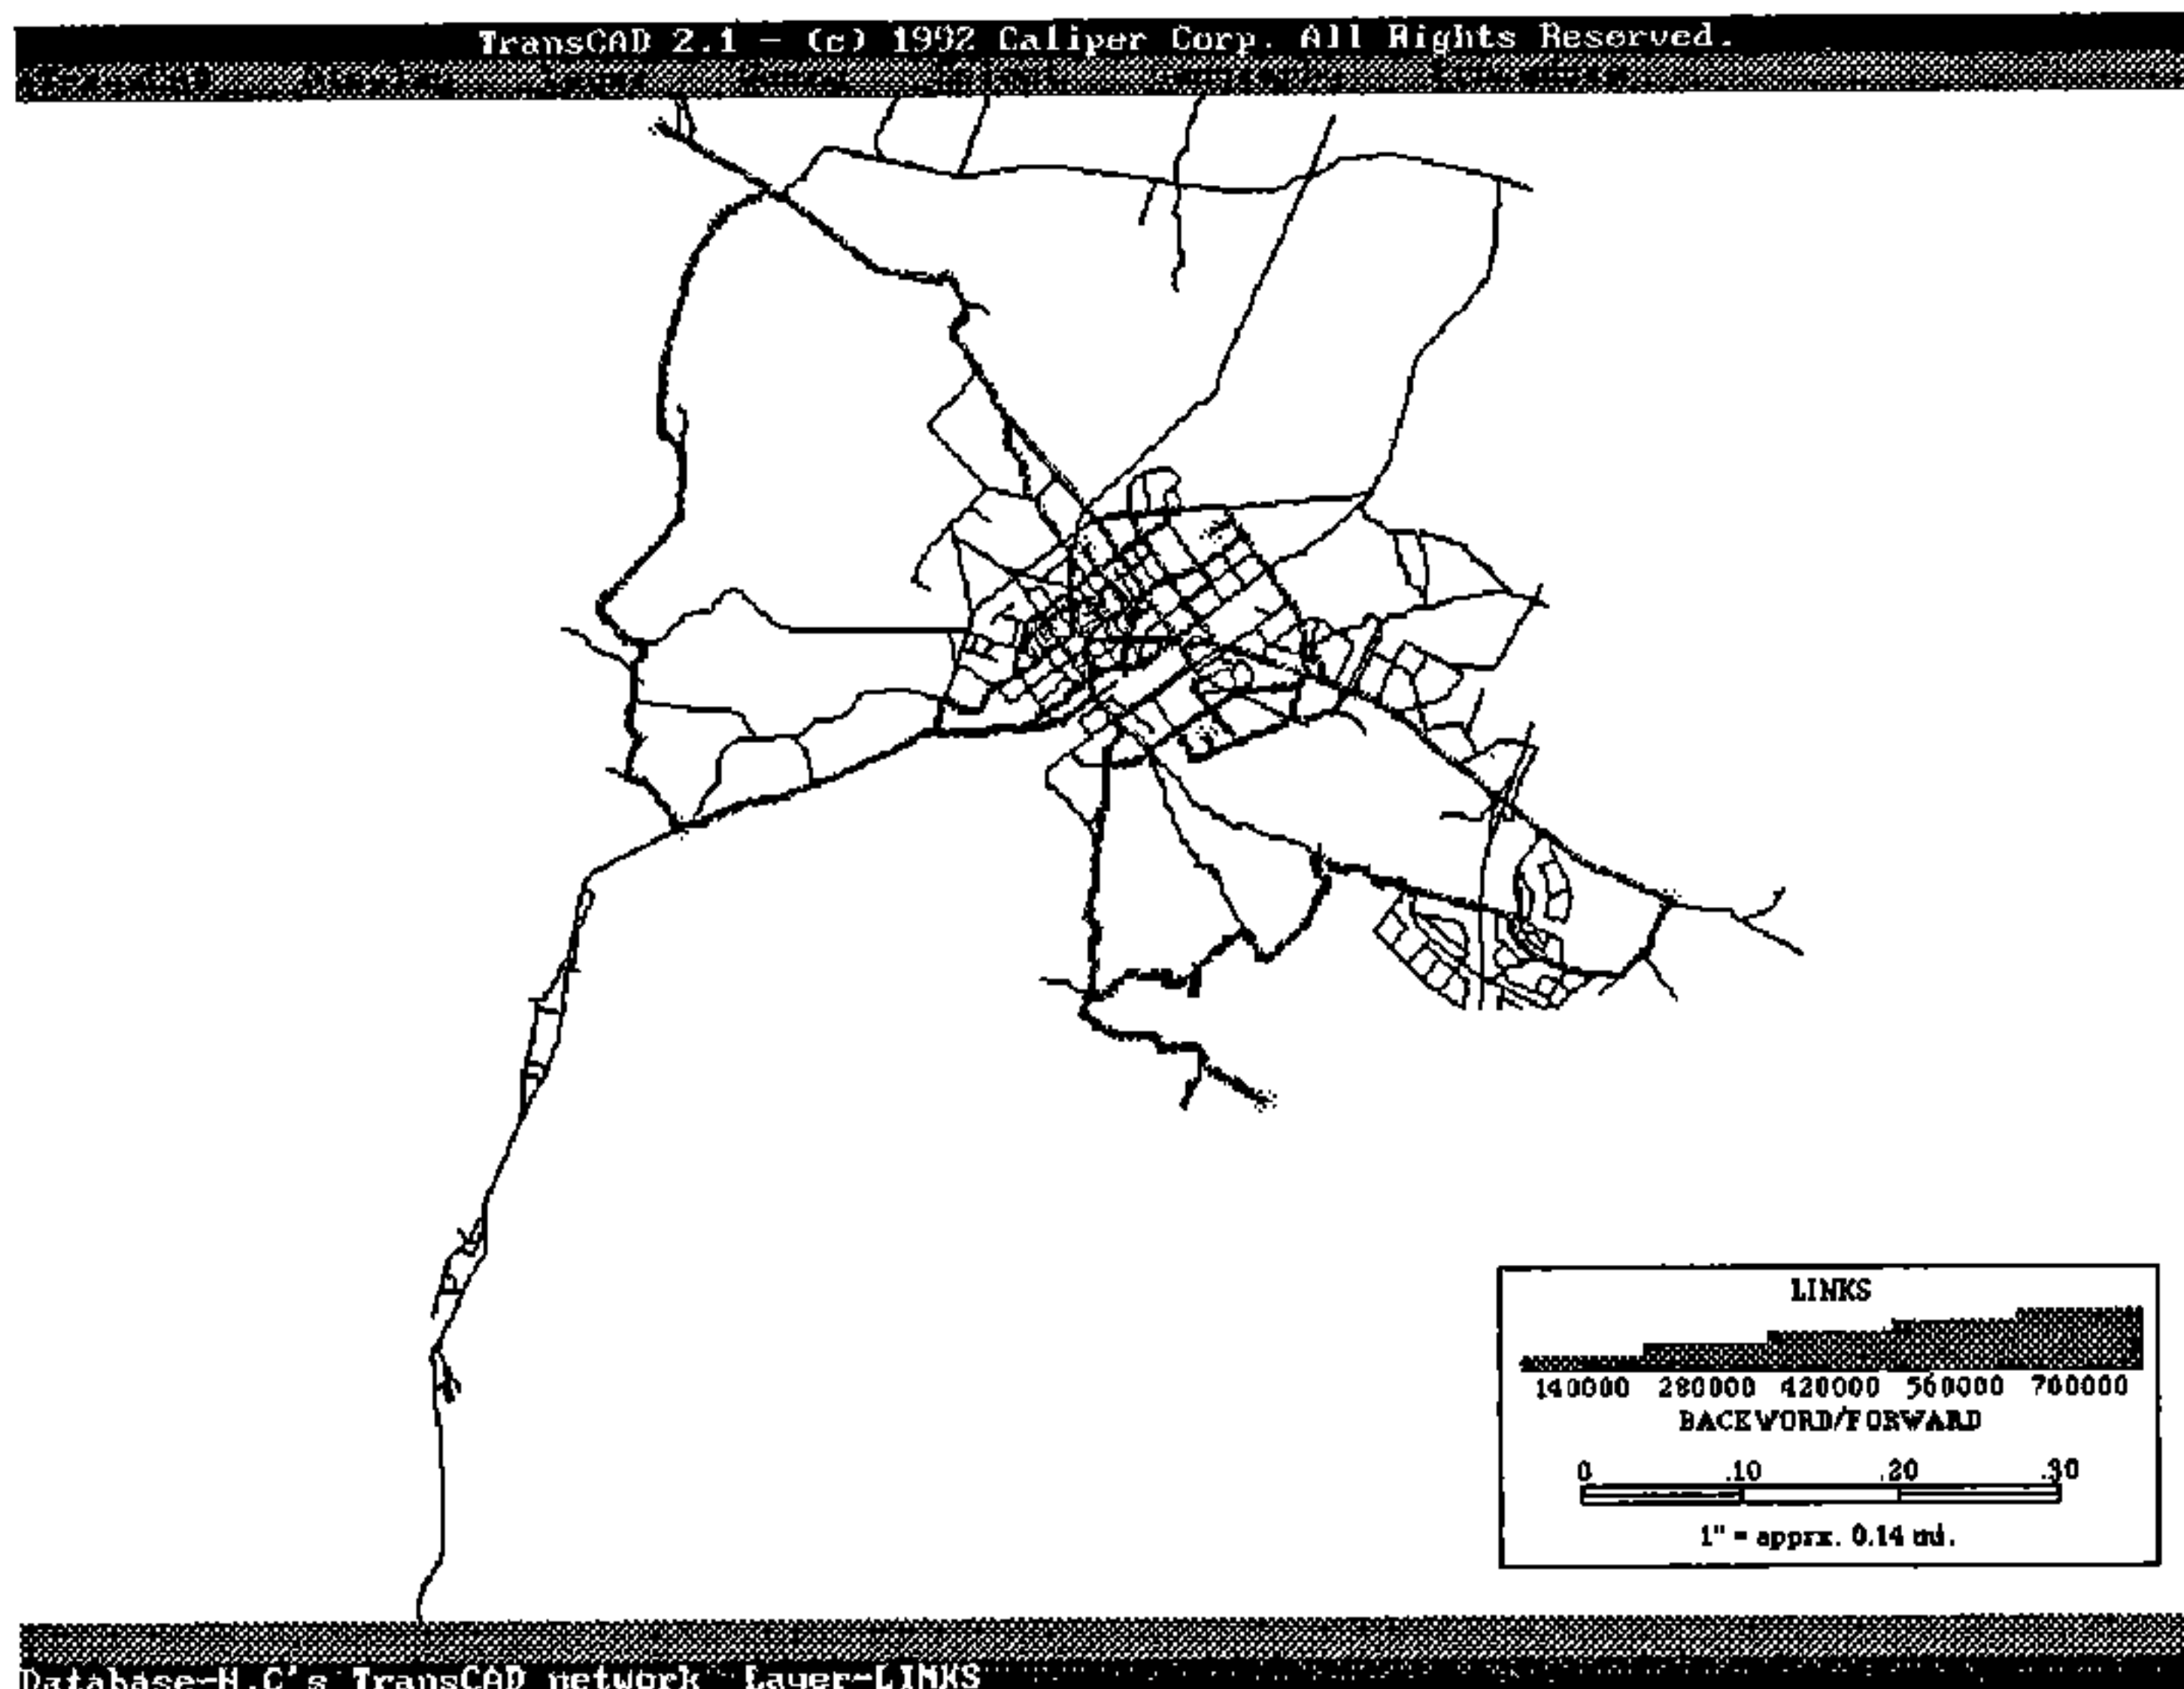 TransCAD 2.1 – (c) 1992 Caliper Corp. All Rights Reserved.
LINKS
140000 280000 420000 560000 700000
BACKWORD/FORWARD
0 .10 .20 .30
1" = apprx. 0.14 mi.
Database-N.C's TransCAD network Layer-LINKS